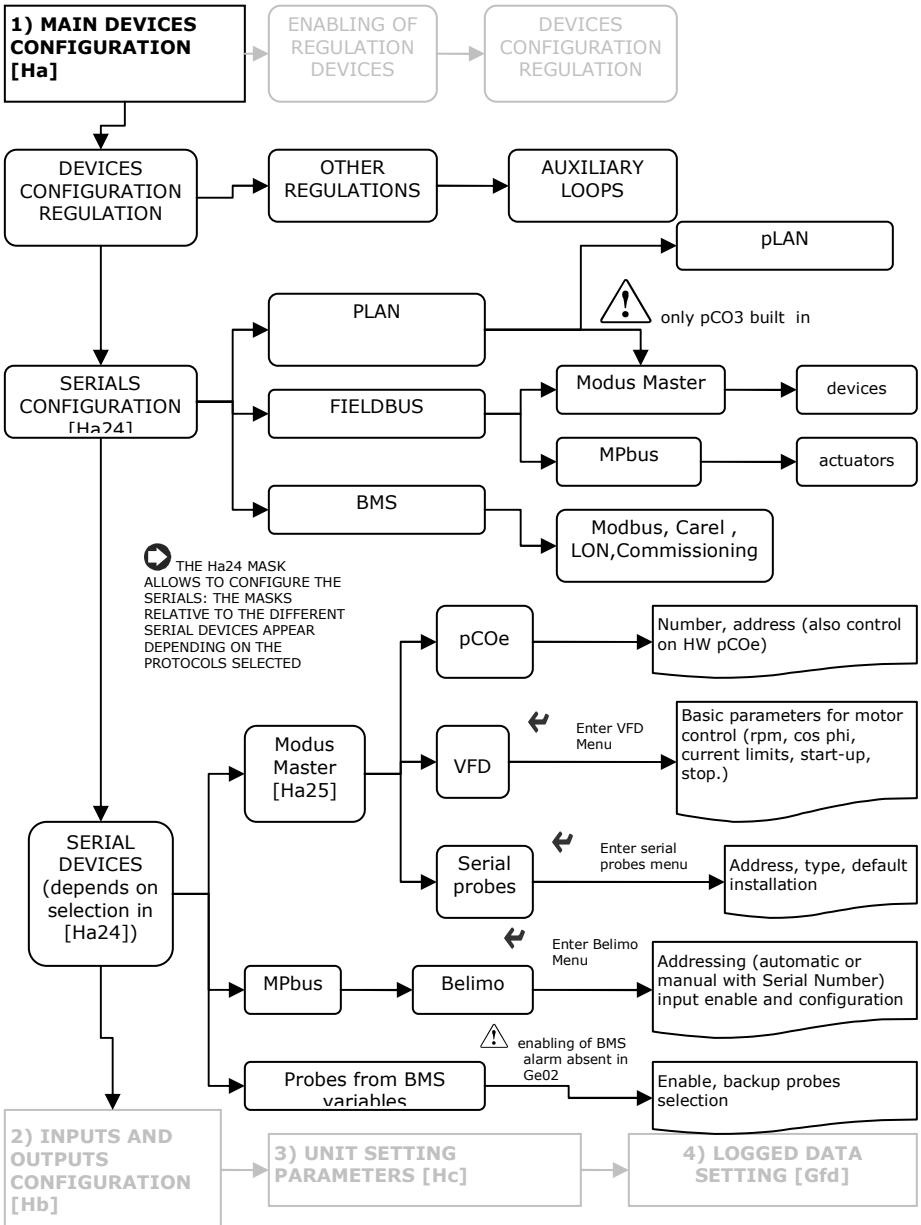 1) MAIN DEVICES
CONFIGURATION
[Ha]
ENABLING OF
REGULATION
DEVICES
DEVICES
CONFIGURATION
REGULATION
DEVICES
CONFIGURATION
REGULATION
OTHER
REGULATIONS
AUXILIARY
LOOPS
pLAN
PLAN
only pCO3 built in
SERIALS
CONFIGURATION
[Ha24]
FIELDBUS
Modus Master
devices
MPbus
actuators
BMS
Modbus, Carel ,
LON,Commissioning
THE Ha24 MASK
ALLOWS TO CONFIGURE THE
SERIALS: THE MASKS
RELATIVE TO THE DIFFERENT
SERIAL DEVICES APPEAR
DEPENDING ON THE
PROTOCOLS SELECTED
pCOe
Number, address (also control
on HW pCOe)
Modus
Master
[Ha25]
VFD
Enter VFD
Menu
Basic parameters for motor
control (rpm, cos phi,
current limits, start-up,
stop.)
SERIAL
DEVICES
(depends on
selection in
[Ha24])
Serial
probes
Enter serial
probes menu
Address, type, default
installation
MPbus
Belimo
Enter Belimo
Menu
Addressing (automatic or
manual with Serial Number)
input enable and configuration
Probes from BMS
variables
enabling of BMS
alarm absent in
Ge02
Enable, backup probes
selection
2) INPUTS AND
OUTPUTS
CONFIGURATION
[Hb]
3) UNIT SETTING
PARAMETERS [Hc]
4) LOGGED DATA
SETTING [Gfd]